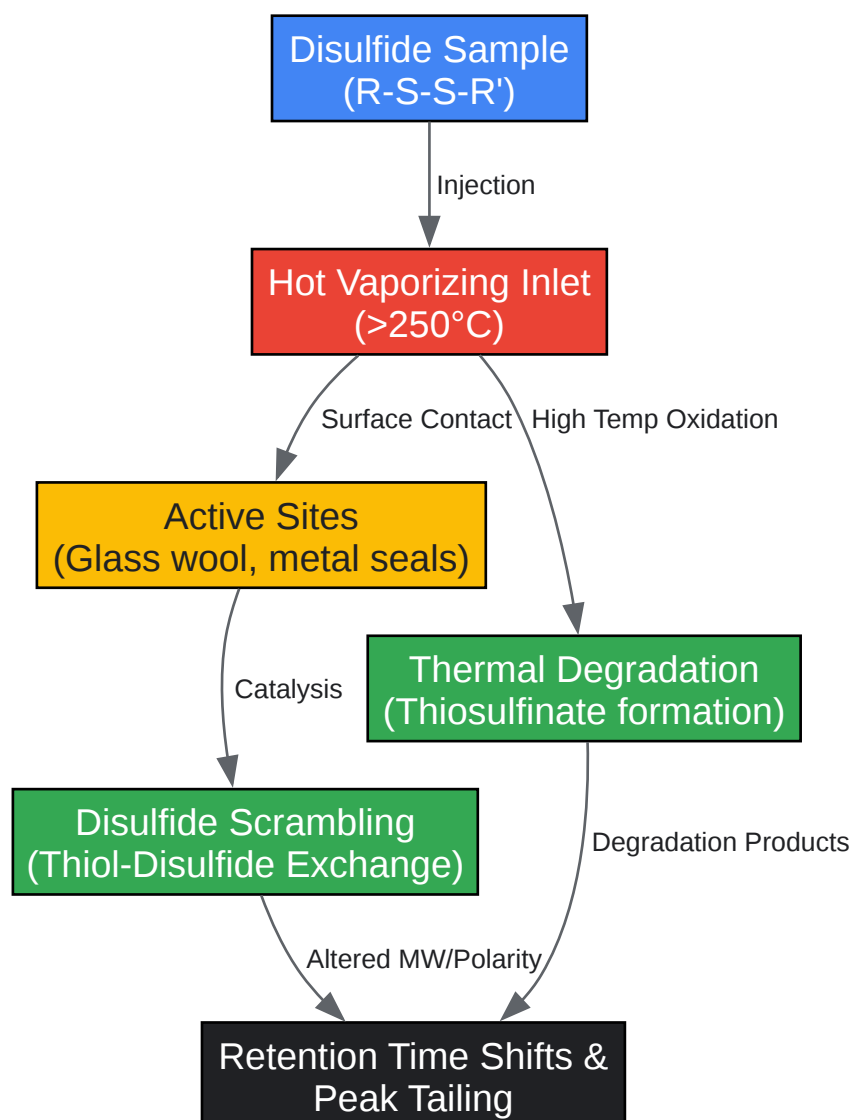 Disulfide Sample
(R-S-S-R')
Injection
Hot Vaporizing Inlet
(>250°C)
Surface Contact
High Temp Oxidation
Active Sites
(Glass wool, metal seals)
Thermal Degradation
(Thiosulfinate formation)
Catalysis
Disulfide Scrambling
(Thiol-Disulfide Exchange)
Degradation Products
Altered MW/Polarity
Retention Time Shifts &
Peak Tailing